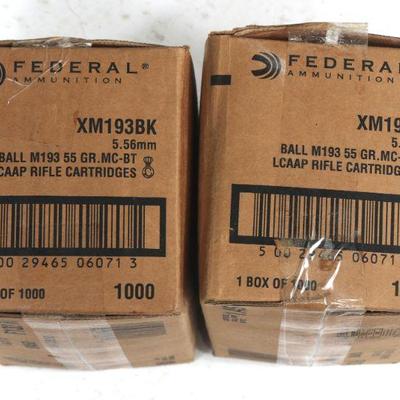 FEDERAL®
AMMUNITION
XM193BK
5.56mm
BALL M193 55 GR.MC-BT
LCAAP RIFLE CARTRIDGES
00 29465 06071 3
OF 1000 1000
FEDERAL
AMMUNITION
XM19
5.
BALL M193 55 GR.MC-
LCAAP RIFLE CARTRIDGES
5 00 29465 06071
1 BOX OF 1000 1